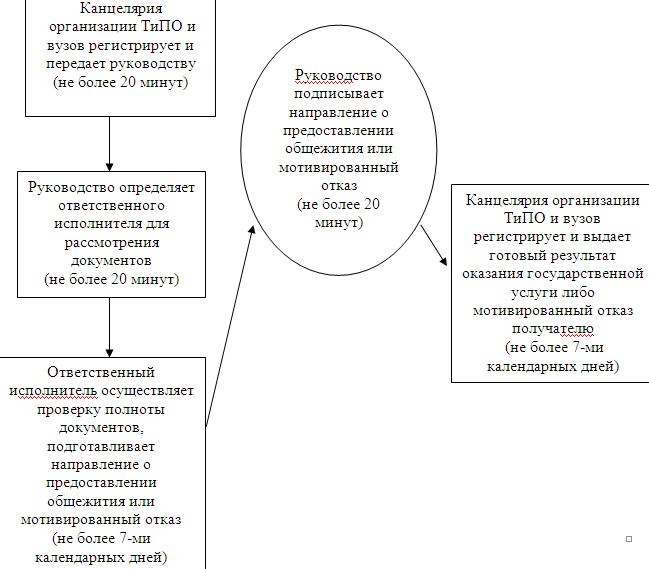 Канцелярия
организации ТиПО и
вузов регистрирует и
передает руководству
(не более 20 минут)
Руководство определяет
ответственного
исполнителя для
рассмотрения
документов
(не более 20 минут)
Ответственный
исполнитель осуществляет
проверку полноты
документов,
подготавливает
направление о
предоставлении
общежития или
мотивированный отказ
(не более 7-ми
календарных дней)
Руководство
подписывает
направление о
предоставлении
общежития или
мотивированный
отказ
(не более 20
минут)
Канцелярия организации
ТиПО и вузов
регистрирует и выдает
готовый результат
оказания государственной
услуги либо
мотивированный отказ
получателю
(не более 7-ми
календарных дней)